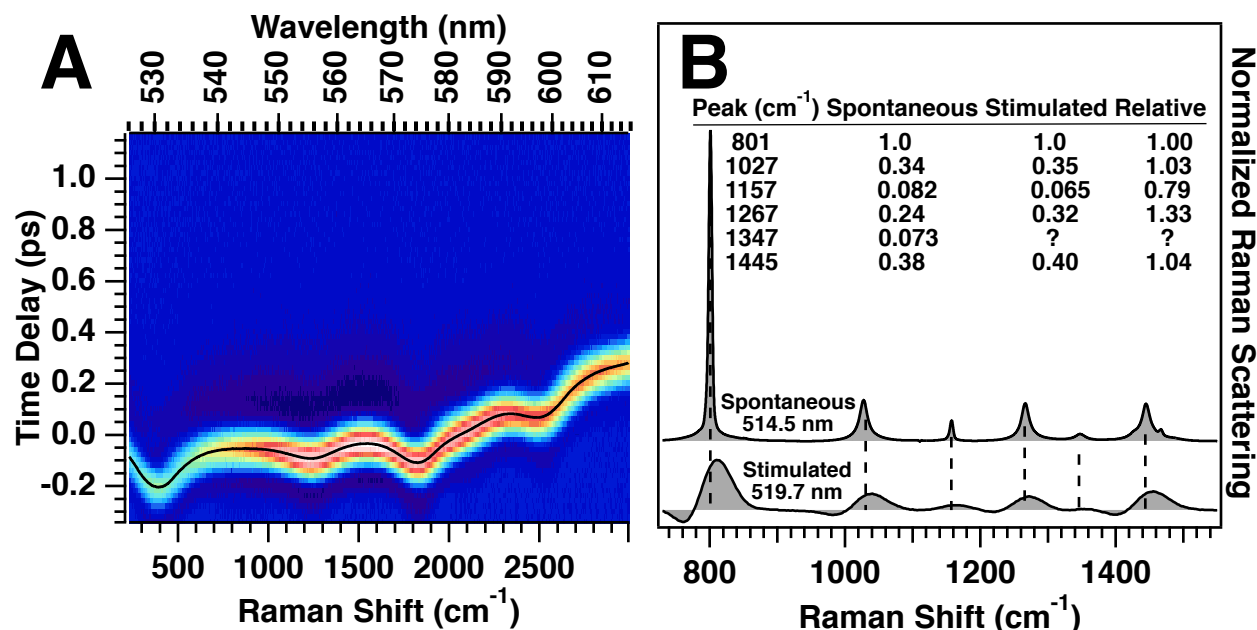 A
Wavelength (nm)
530 540 550 560 570 580 590 600 610
Time Delay (ps)
1.0
0.8
0.6
0.4
0.2
0.0
-0.2
500 1000 1500 2000 2500
Raman Shift (cm-1)
B
Peak (cm-1) Spontaneous Stimulated Relative
801 1.0 1.0 1.00
1027 0.34 0.35 1.03
1157 0.082 0.065 0.79
1267 0.24 0.32 1.33
1347 0.073 ? ?
1445 0.38 0.40 1.04
Spontaneous
514.5 nm
Stimulated
519.7 nm
800 1000 1200 1400
Raman Shift (cm-1)
Normalized Raman Scattering